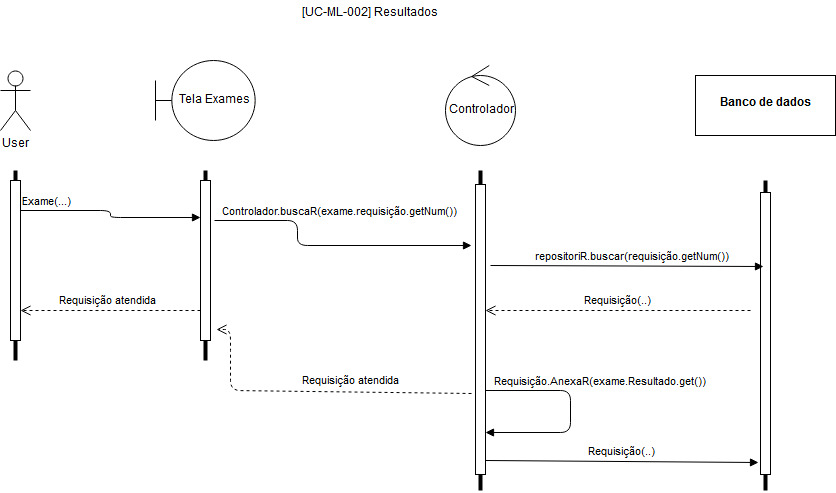 [UC-ML-002] Resultados
Tela Exames
Controlador
Banco de dados
User
Exame(...)
Controlador.buscaR(exame.requisição.getNum())
repositoriR.buscar(requisição.getNum())
Requisição atendida
Requisição(..)
Requisição atendida
Requisição.AnexaR(exame.Resultado.get())
Requisição(..)